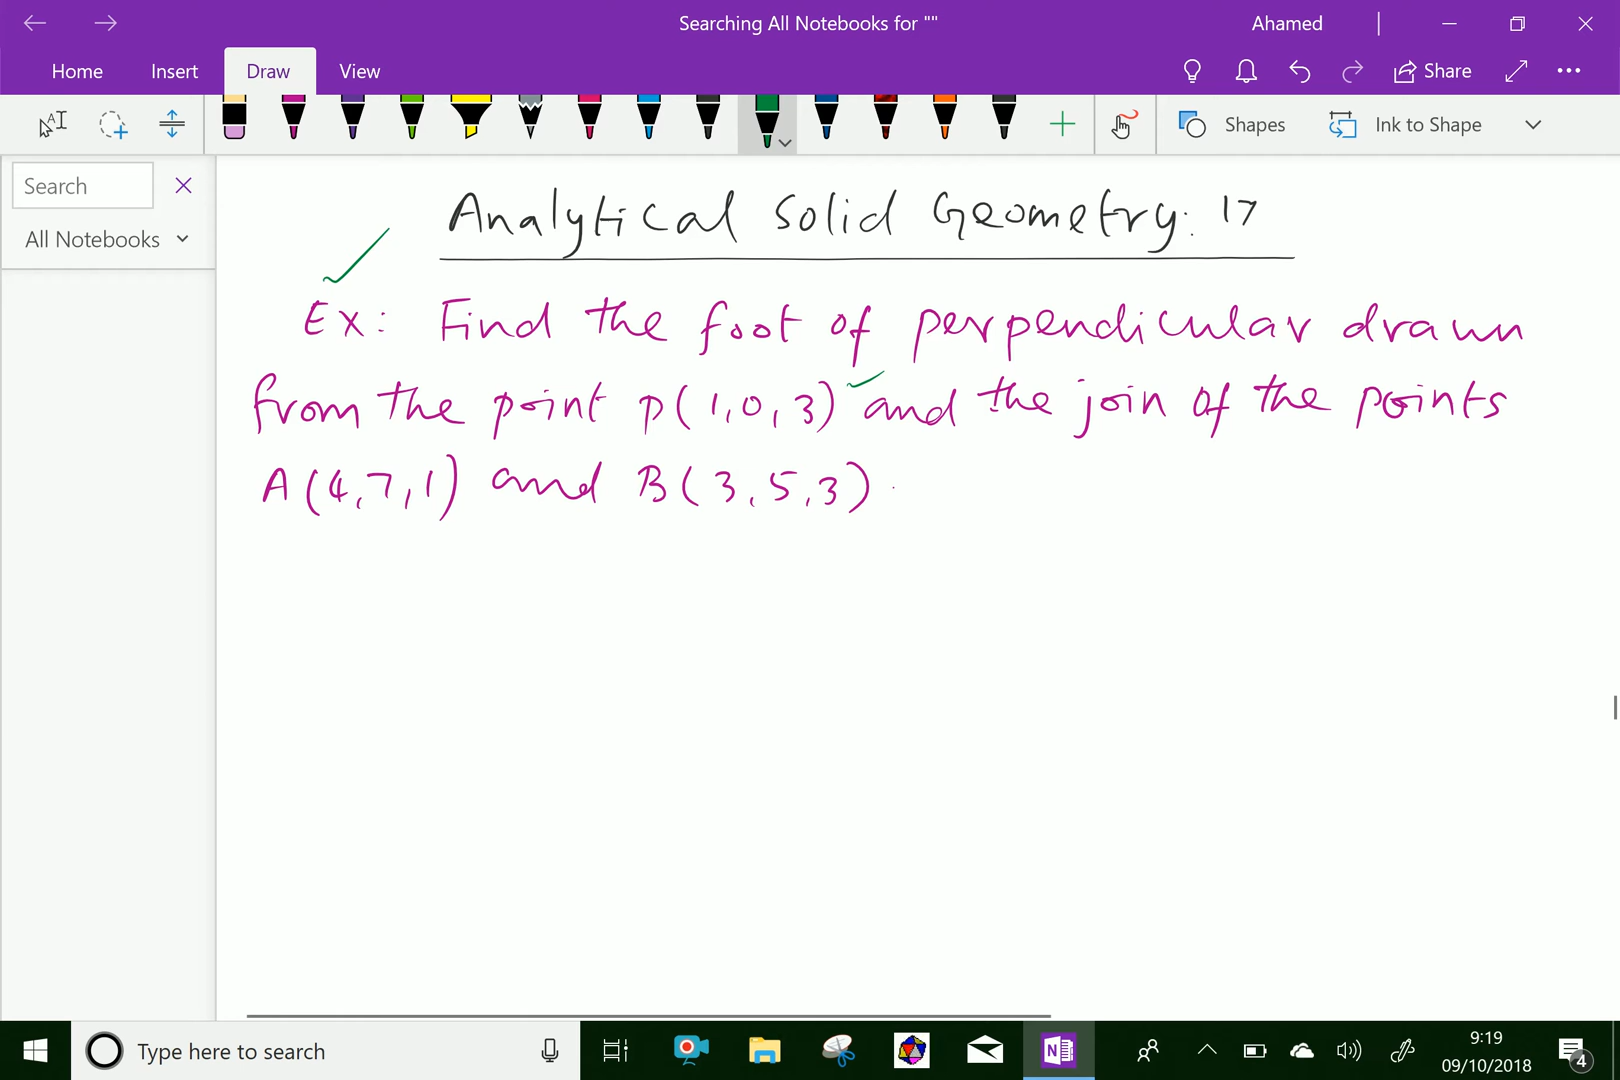 Searching All Notebooks for ""
Ahamed
Home Insert Draw View
Share
Shapes
Ink to Shape
Search
All Notebooks
Analytical Solid Geometry: 17
Ex: Find the foot of perpendicular drawn
from the point P(1,0,3) and the join of the points
A(4,7,1) and B(3,5,3).
Type here to search
N
9:19
09/10/2018
4